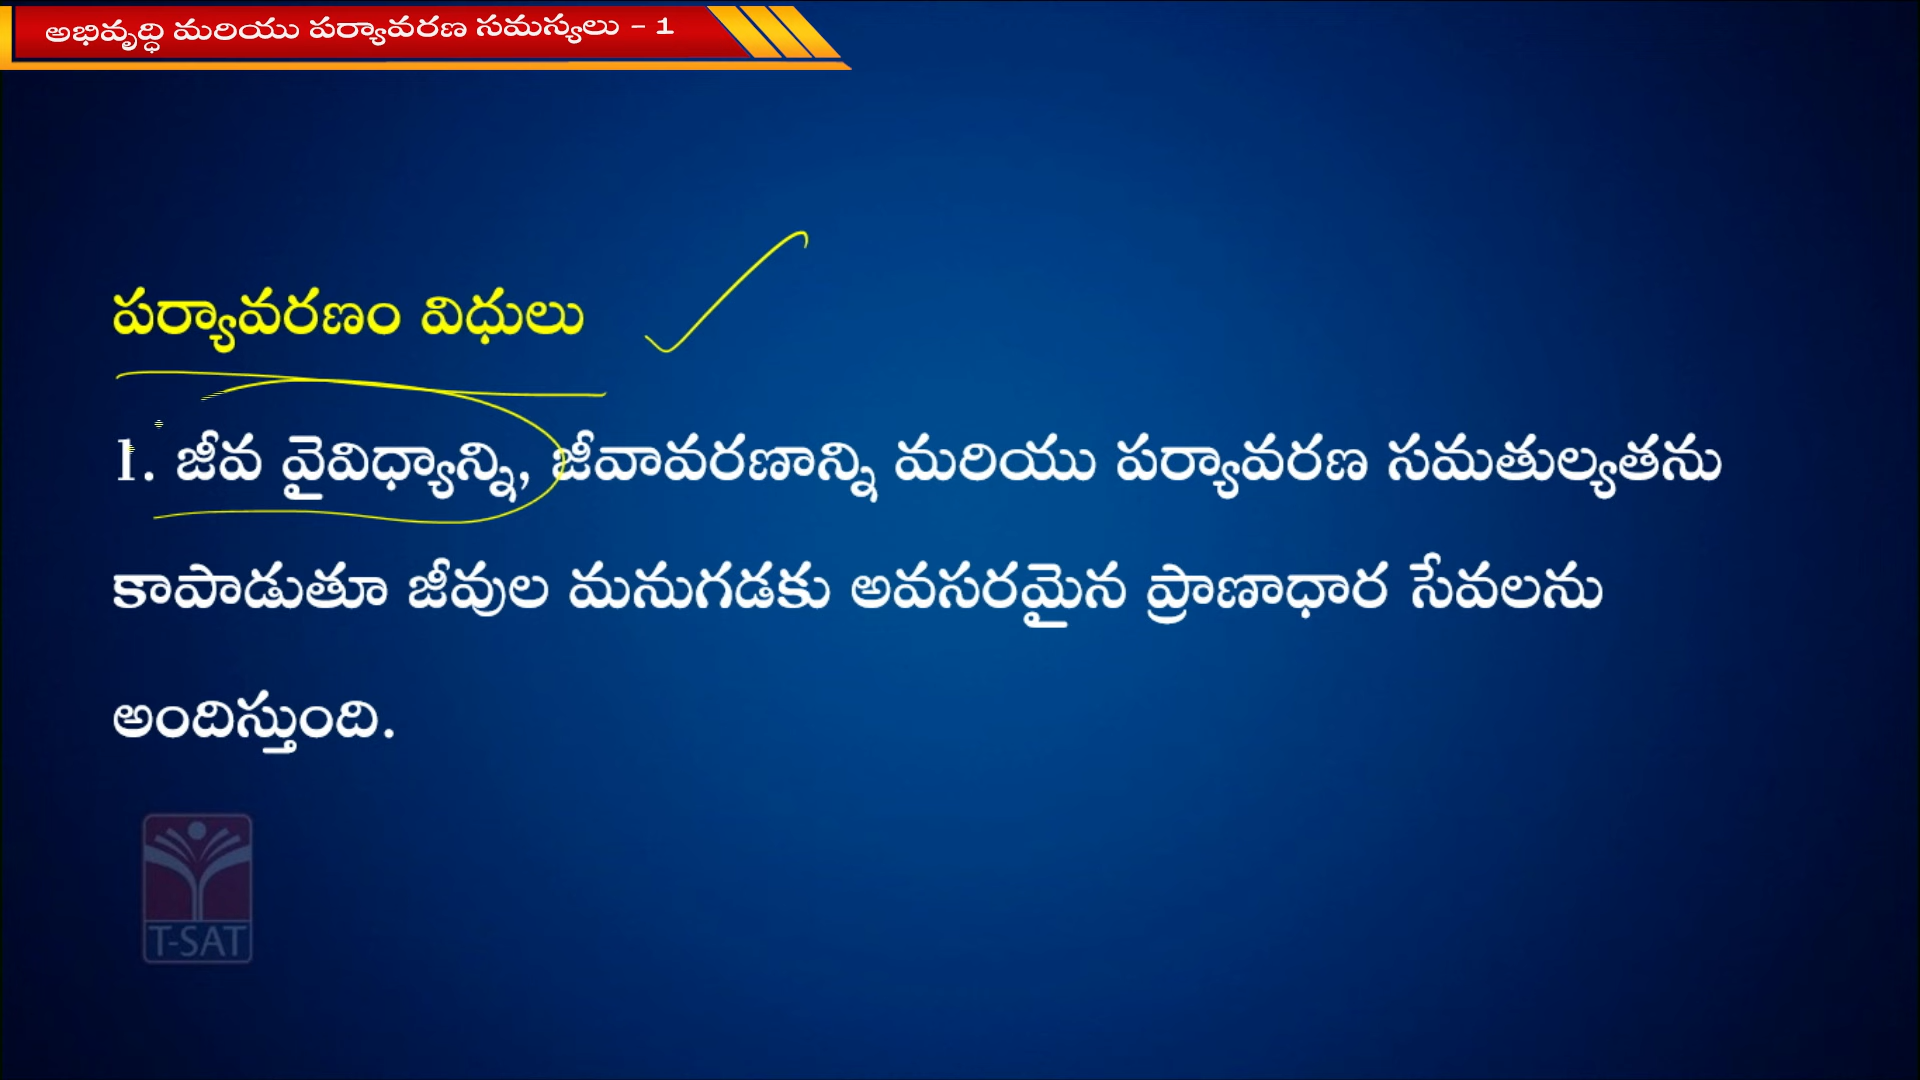 అభివృద్ధి మరియు పర్యావరణ సమస్యలు - 1
పర్యావరణం విధులు
1. జీవ వైవిధ్యాన్ని, జీవావరణాన్ని మరియు పర్యావరణ సమతుల్యతను
కాపాడుతూ జీవుల మనుగడకు అవసరమైన ప్రాణాధార సేవలను
అందిస్తుంది.
T-SAT